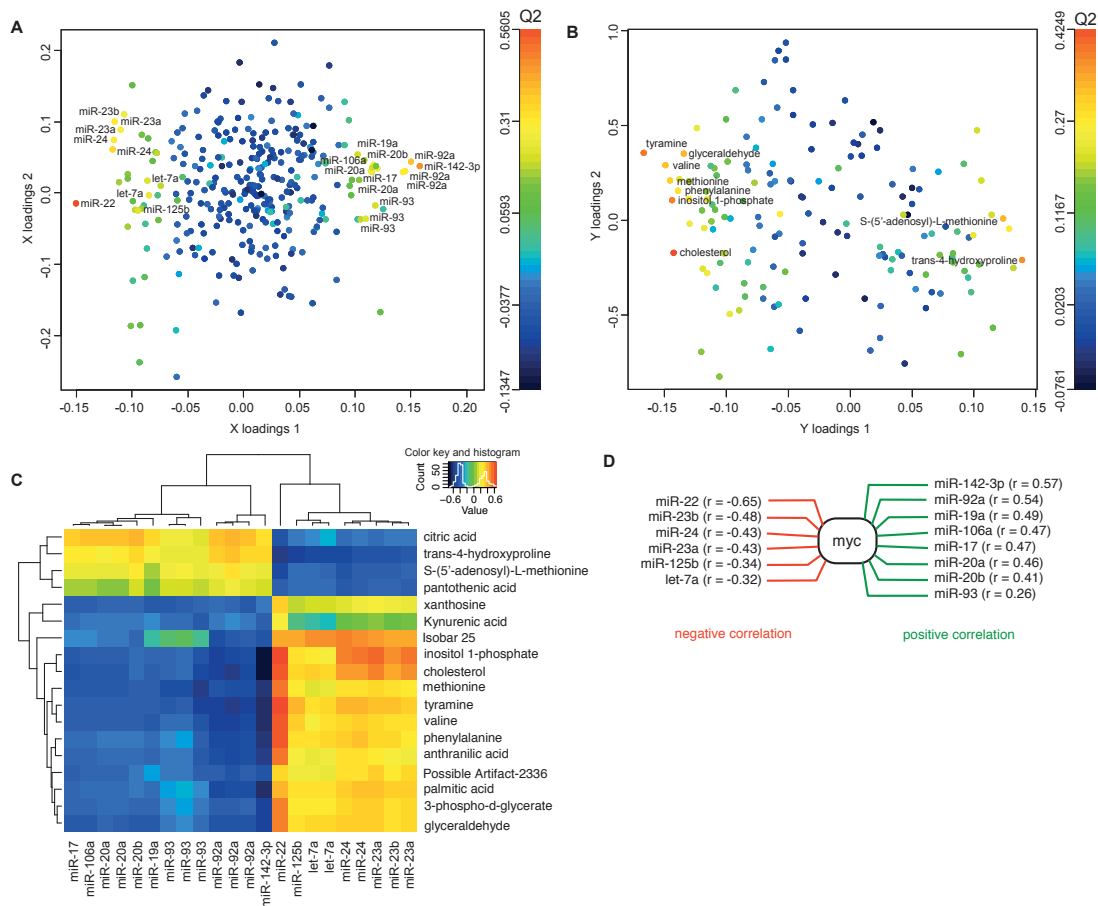 A
Q2
0.5605
0.31
0.0593
-0.0377
-0.1347
0.2
0.1
0.0
-0.1
-0.2
X loadings 2
miR-23b
miR-23a
miR-23a
miR-24
miR-24
let-7a
let-7a
miR-22
miR-125b
miR-19a
miR-106a
miR-20b
miR-92a
miR-20a
miR-142-3p
miR-17
miR-92a
miR-20a
miR-92a
miR-93
miR-93
-0.15
-0.10
-0.05
0.00
0.05
0.10
0.15
0.20
X loadings 1
B
Q2
0.4249
0.27
0.1167
0.0203
-0.0761
1.0
0.5
0.0
-0.5
Y loadings 2
tyramine
glyceraldehyde
valine
methionine
phenylalanine
inositol 1-phosphate
S-(5'-adenosyl)-L-methionine
cholesterol
trans-4-hydroxyproline
-0.15
-0.10
-0.05
0.00
0.05
0.10
0.15
Y loadings 1
C
Color key and histogram
Count
0 50
-0.6
0
0.6
Value
citric acid
trans-4-hydroxyproline
S-(5'-adenosyl)-L-methionine
pantothenic acid
xanthosine
Kynurenic acid
Isobar 25
inositol 1-phosphate
cholesterol
methionine
tyramine
valine
phenylalanine
anthranilic acid
Possible Artifact-2336
palmitic acid
3-phospho-d-glycerate
glyceraldehyde
miR-17
miR-106a
miR-20a
miR-20a
miR-20b
miR-19a
miR-93
miR-93
miR-93
miR-92a
miR-92a
miR-92a
miR-142-3p
miR-22
miR-125b
let-7a
let-7a
miR-24
miR-24
miR-23a
miR-23b
miR-23a
D
miR-22 (r = -0.65)
miR-23b (r = -0.48)
miR-24 (r = -0.43)
miR-23a (r = -0.43)
miR-125b (r = -0.34)
let-7a (r = -0.32)
myc
miR-142-3p (r = 0.57)
miR-92a (r = 0.54)
miR-19a (r = 0.49)
miR-106a (r = 0.47)
miR-17 (r = 0.47)
miR-20a (r = 0.46)
miR-20b (r = 0.41)
miR-93 (r = 0.26)
negative correlation
positive correlation